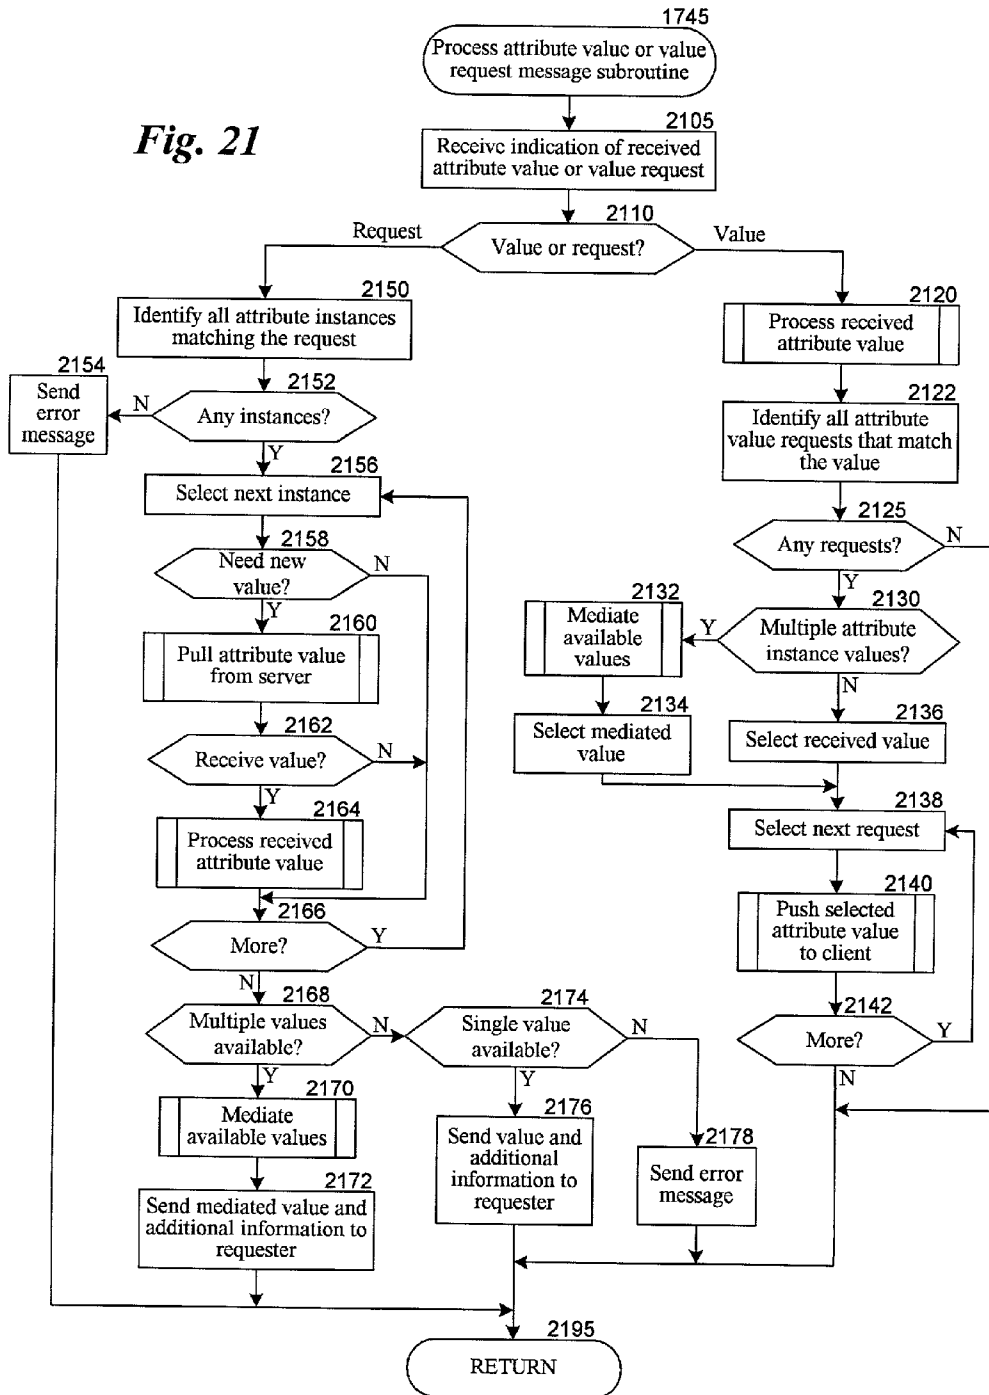 1745
Process attribute value or value
request message subroutine
Fig. 21
2105
Receive indication of received
attribute value or value request
2110
Value or request?
Request
Value
2150
Identify all attribute instances
matching the request
2120
Process received
attribute value
2154
Send
error
message
2152
Any instances?
N
Y
2122
Identify all attribute
value requests that match
the value
2156
Select next instance
2125
Any requests?
N
Y
2158
Need new
value?
N
Y
2132
Mediate
available
values
2130
Multiple attribute
instance values?
Y
N
2160
Pull attribute value
from server
2134
Select mediated
value
2136
Select received value
2162
Receive value?
N
Y
2138
Select next request
2164
Process received
attribute value
2140
Push selected
attribute value
to client
2166
More?
Y
N
2142
More?
Y
N
2168
Multiple values
available?
N
Y
2174
Single value
available?
N
Y
2170
Mediate
available values
2176
Send value and
additional
information to
requester
2178
Send error
message
2172
Send mediated value and
additional information to
requester
2195
RETURN